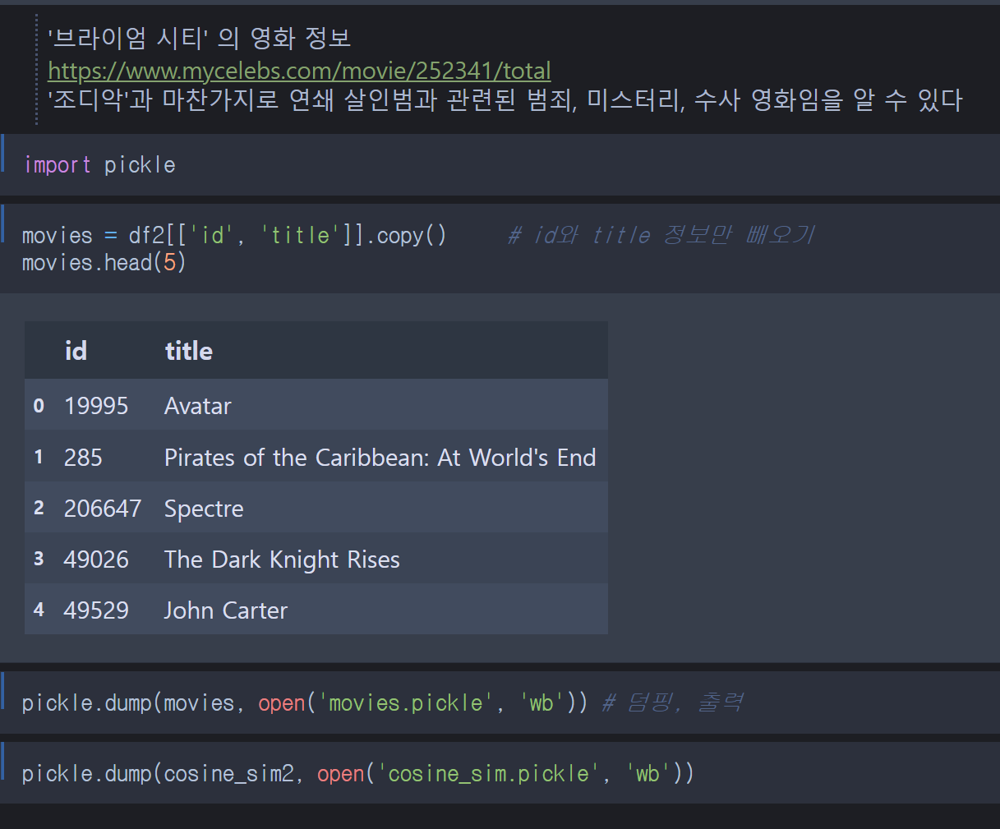 '브라이엄 시티' 의 영화 정보
https://www.mycelebs.com/movie/252341/total
'조디악'과 마찬가지로 연쇄 살인범과 관련된 범죄, 미스터리, 수사 영화임을 알 수 있다
import pickle
movies = df2[['id', 'title']].copy()     # id와 title 정보만 빼오기
movies.head(5)
id title
0 19995 Avatar
1 285 Pirates of the Caribbean: At World's End
2 206647 Spectre
3 49026 The Dark Knight Rises
4 49529 John Carter
pickle.dump(movies, open('movies.pickle', 'wb')) # 덤핑, 출력
pickle.dump(cosine_sim2, open('cosine_sim.pickle', 'wb'))